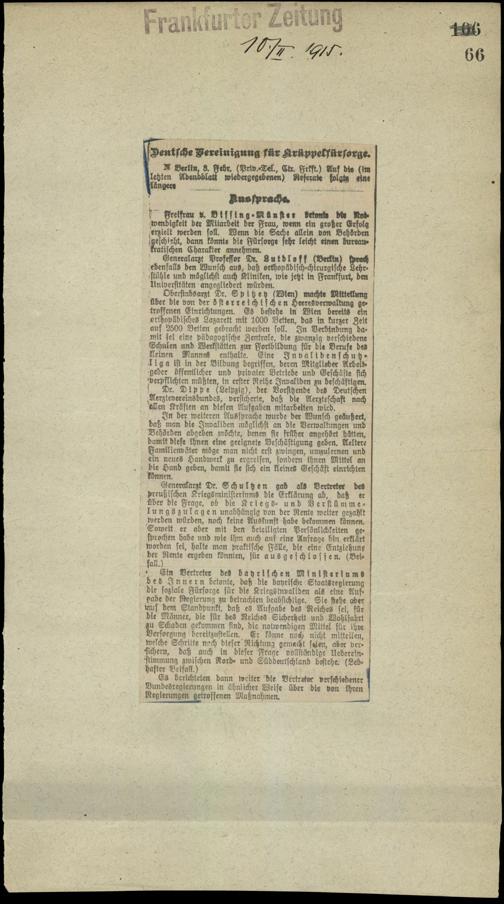 Frankfurter Zeitung
10/II. 1915.
106
66
Deutsche Vereinigung für Krüppelfürsorge.
Berlin, 8. Febr. (Priv.-Tel., Ctr. Frkft.) Auf die (im
letzten Abendblatt wiedergegebenen) Referate folgte eine
längere
Aussprache.
Freifrau v. Bissing-Münster betonte die Not-
wendigkeit der Mitarbeit der Frau, wenn ein großer Erfolg
erzielt werden soll. Wenn die Sache allein von Behörden
geschieht, dann könnte die Fürsorge sehr leicht einen bureau-
kratischen Charakter annehmen.
Generalarzt Professor Dr. (Berlin) sprach
ebenfalls den Wunsch aus, daß orthopädisch-chirurgische Lehr-
stühle und möglichst auch Kliniken, wie jetzt in Frankfurt, den
Universitäten angegliedert würden.
Oberstabsarzt Dr. Spitzy (Wien) machte Mitteilung
über die von der österreichischen Heeresverwaltung ge-
troffenen Einrichtungen. Es bestehe in Wien bereits ein
orthopädisches Lazarett mit 1000 Betten, das in kurzer Zeit
auf 2500 Betten gebracht werden soll. In Verbindung da-
mit sei eine pädagogische Zentrale, die zwanzig verschiedene
Schulen und Werkstätten zur Fortbildung für die Berufe des
kleinen Mannes enthalte. Eine Invalidenschutz-
liga ist in der Bildung begriffen, deren Mitglieder Arbeit-
geber öffentlicher und privater Betriebe und Geschäfte sich
verpflichten müßten, in erster Reihe Invaliden zu beschäftigen.
Dr. Dippe (Leipzig), der Vorsitzende des Deutschen
Aerztevereinsbundes, versicherte, daß die Aerzteschaft nach
allen Kräften an diesen Aufgaben mitarbeiten wird.
In der weiteren Aussprache wurde der Wunsch geäußert,
daß man die Invaliden möglichst an die Verwaltungen und
Behörden abgeben möchte, denen sie früher angehört hätten,
damit diese ihnen eine geeignete Beschäftigung geben. Aeltere
Familienväter möge man nicht erst zwingen, umzulernen und
ein neues Handwerk zu ergreifen, sondern ihnen Mittel an
die Hand geben, damit sie sich ein kleines Geschäft einrichten
können.
Generalarzt Dr. Schultzen gab als Vertreter des
preußischen Kriegsministeriums die Erklärung ab, daß er
über die Frage, ob die Kriegs- und Verstümme-
lungszulagen unabhängig von der Rente weiter gezahlt
werden würden, noch keine Auskunft habe bekommen können.
Soweit er aber mit den beteiligten Persönlichkeiten ge-
sprochen habe und wie ihm auch auf eine Anfrage hin erklärt
worden sei, halte man praktische Fälle, die eine Entziehung
der Rente ergeben könnten, für ausgeschlossen. (Bei-
fall.)
Ein Vertreter des bayrischen Ministeriums
des Innern betonte, daß die bayrische Staatsregierung
die soziale Fürsorge für die Kriegsinvaliden als eine Auf-
gabe der Regierung zu betrachten beabsichtige. Sie stehe aber
auf dem Standpunkt, daß es Aufgabe des Reiches sei, für
die Männer, die für des Reiches Sicherheit und Wohlfahrt
zu Schaden gekommen sind, die notwendigen Mittel für ihre
Versorgung bereitzustellen. Er könne noch nicht mitteilen,
welche Schritte nach dieser Richtung gemacht seien, aber ver-
sichern, daß auch in dieser Frage vollständige Ueberein-
stimmung zwischen Nord- und Süddeutschland bestehe. (Leb-
hafter Beifall.)
Es berichteten dann weiter die Vertreter verschiedener
Bundesregierungen in ähnlicher Weise über die von ihren
Regierungen getroffenen Maßnahmen.